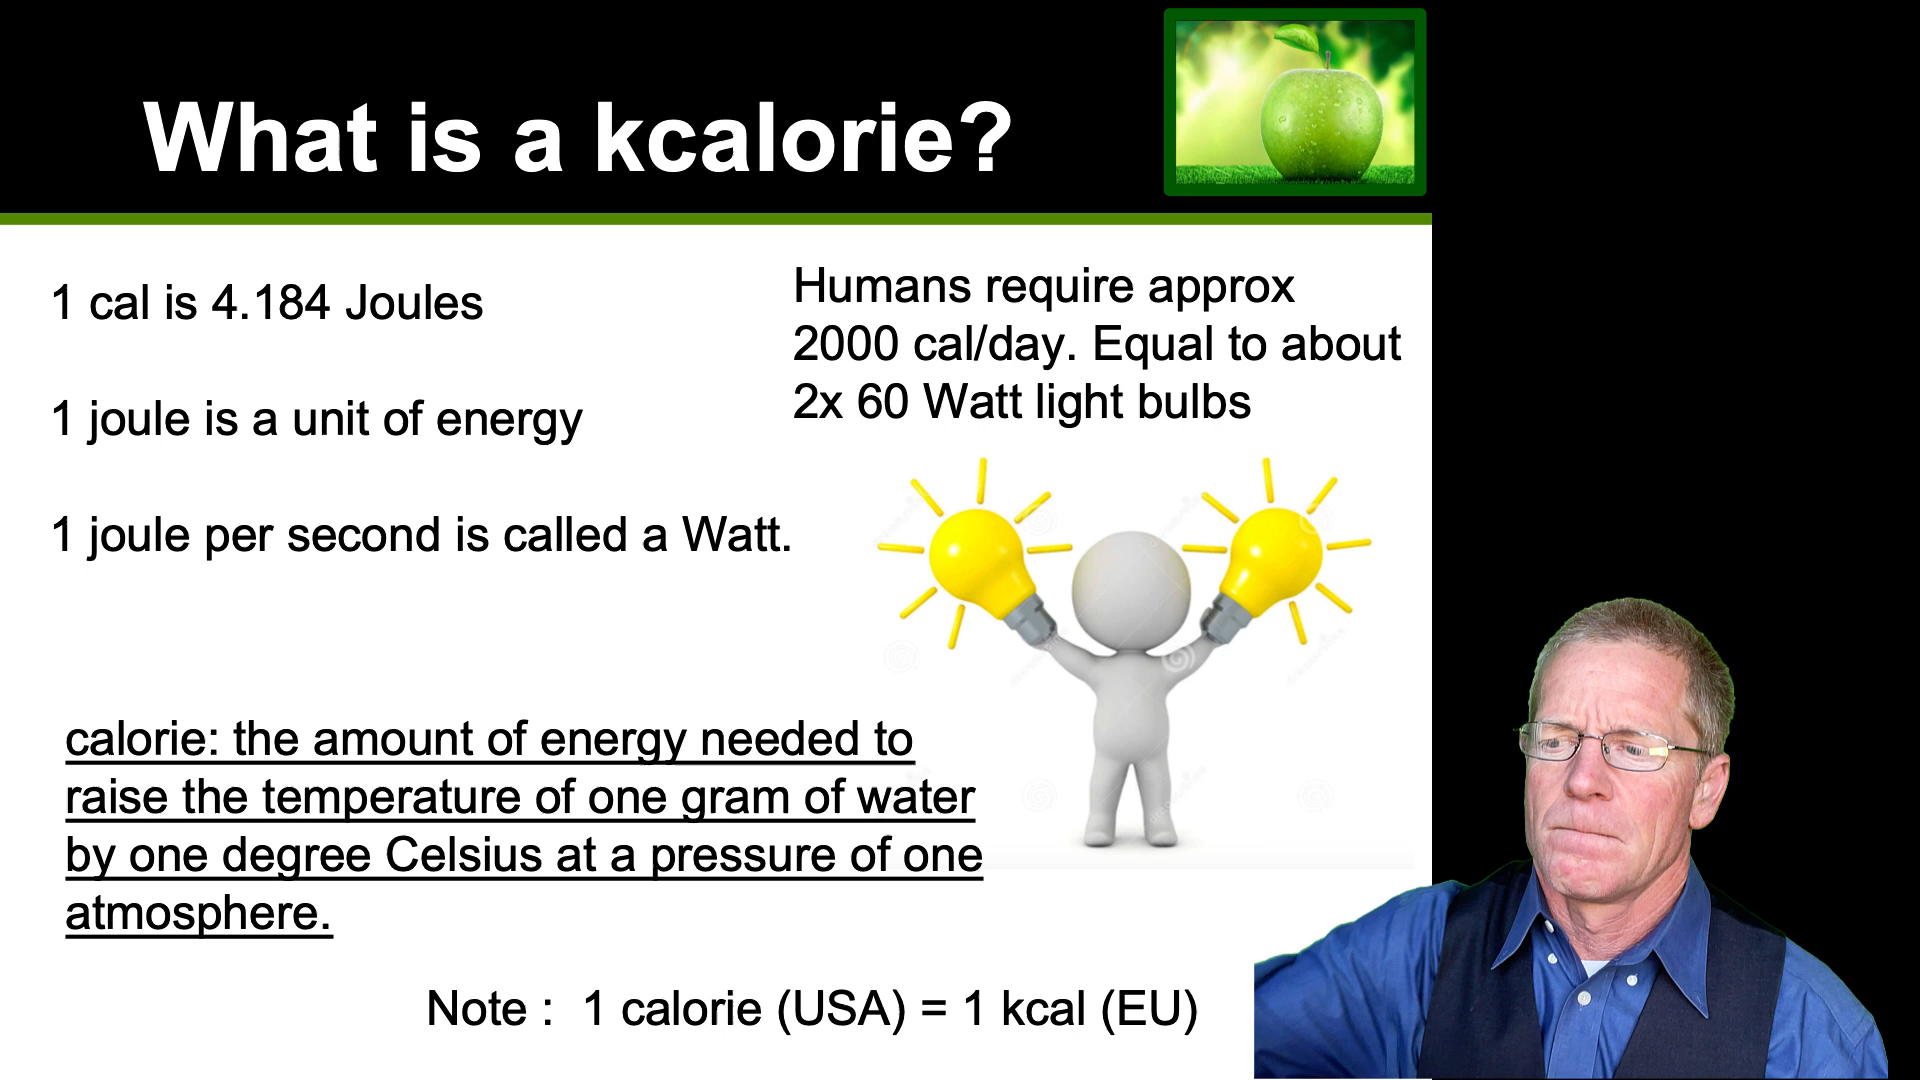 What is a kcalorie?
1 cal is 4.184 Joules
1 joule is a unit of energy
1 joule per second is called a Watt.
Humans require approx
2000 cal/day. Equal to about
2x 60 Watt light bulbs
calorie: the amount of energy needed to
raise the temperature of one gram of water
by one degree Celsius at a pressure of one
atmosphere.
Note :  1 calorie (USA) = 1 kcal (EU)